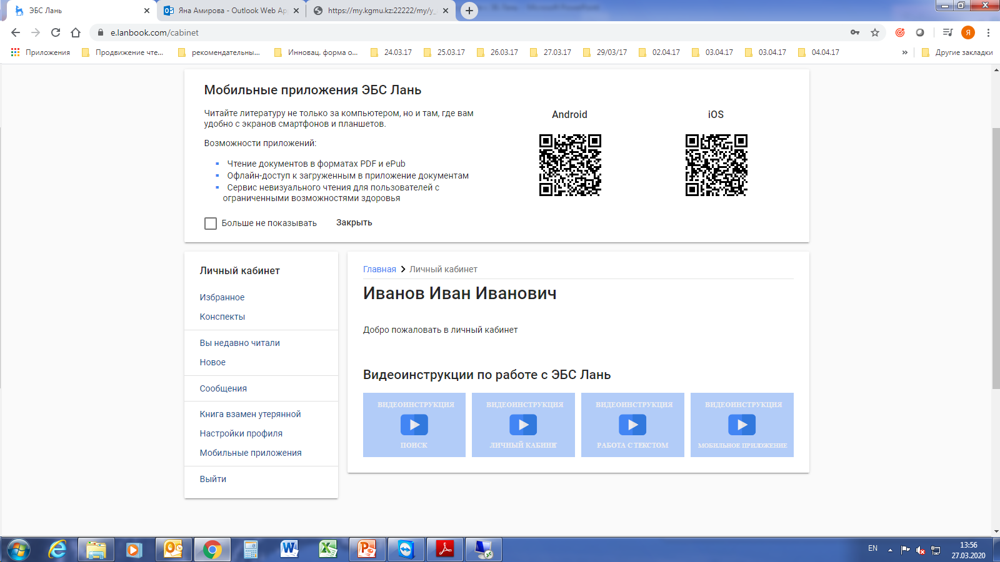 ЭБС Лань
Яна Амирова - Outlook Web Ap
https://my.kgmu.kz:22222/my/y_
e.lanbook.com/cabinet
Я
Приложения
Продвижение чте...
рекомендательны...
Инновац. форма о...
24.03.17
25.03.17
26.03.17
27.03.17
29/03/17
02.04.17
03.04.17
03.04.17
04.04.17
»
Другие закладки
Мобильные приложения ЭБС Лань
Читайте литературу не только за компьютером, но и там, где вам
удобно с экранов смартфонов и планшетов.
Возможности приложений:
Чтение документов в форматах PDF и ePub
Офлайн-доступ к загруженным в приложение документам
Сервис невизуального чтения для пользователей с
ограниченными возможностями здоровья
Больше не показывать
Закрыть
Android
iOS
Личный кабинет
Избранное
Конспекты
Вы недавно читали
Новое
Сообщения
Книга взамен утерянной
Настройки профиля
Мобильные приложения
Выйти
Главная > Личный кабинет
Иванов Иван Иванович
Добро пожаловать в личный кабинет
Видеоинструкции по работе с ЭБС Лань
ВИДЕОИНСТРУКЦИЯ
ПОИСК
ВИДЕОИНСТРУКЦИЯ
ЛИЧНЫЙ КАБИНЕТ
ВИДЕОИНСТРУКЦИЯ
РАБОТА С ТЕКСТОМ
ВИДЕОИНСТРУКЦИЯ
МОБИЛЬНОЕ ПРИЛОЖЕНИЕ
EN
13:56
27.03.2020